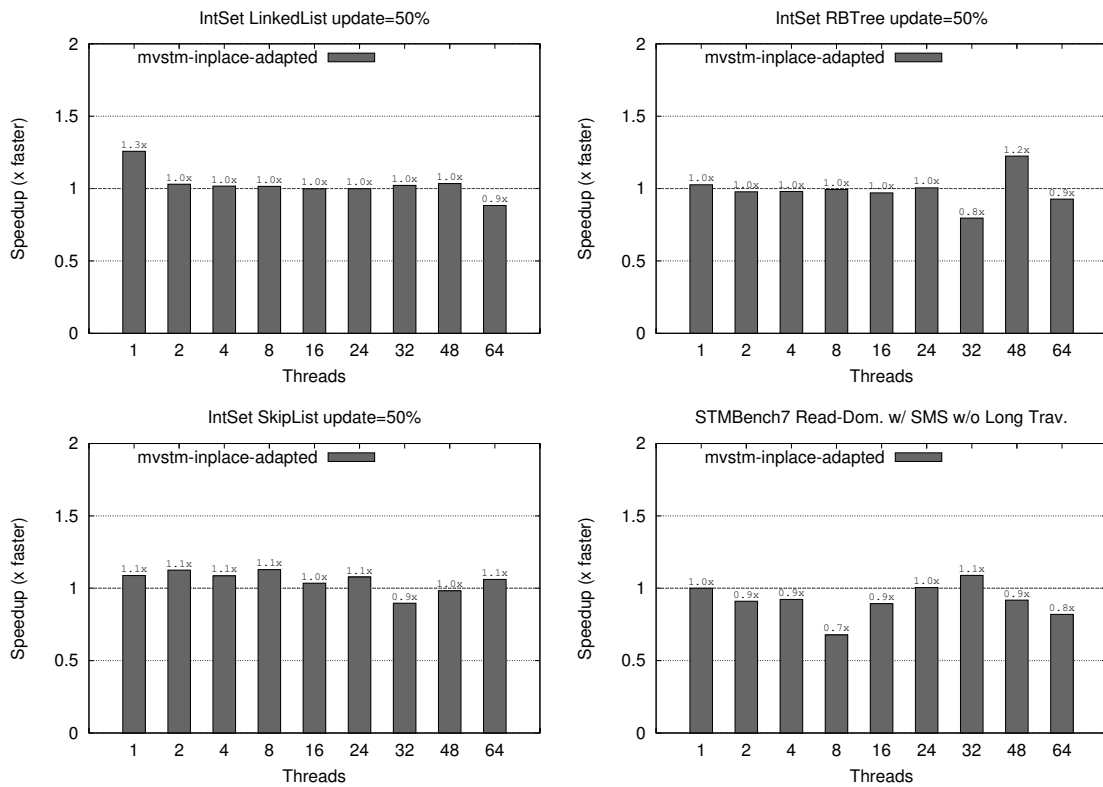 IntSet LinkedList update=50%
2
1.5
1
0.5
0
Speedup (x faster)
mvstm-inplace-adapted
1.3x 1.0x 1.0x 1.0x 1.0x 1.0x 1.0x 1.0x 0.9x
1 2 4 8 16 24 32 48 64
Threads
IntSet RBTree update=50%
2
1.5
1
0.5
0
Speedup (x faster)
mvstm-inplace-adapted
1.0x 1.0x 1.0x 1.0x 1.0x 1.0x 0.8x 1.2x 0.9x
1 2 4 8 16 24 32 48 64
Threads
IntSet SkipList update=50%
2
1.5
1
0.5
0
Speedup (x faster)
mvstm-inplace-adapted
1.1x 1.1x 1.1x 1.1x 1.0x 1.1x 0.9x 1.0x 1.1x
1 2 4 8 16 24 32 48 64
Threads
STMBench7 Read-Dom. w/ SMS w/o Long Trav.
2
1.5
1
0.5
0
Speedup (x faster)
mvstm-inplace-adapted
1.0x 0.9x 0.9x 0.7x 0.9x 1.0x 1.1x 0.9x 0.8x
1 2 4 8 16 24 32 48 64
Threads